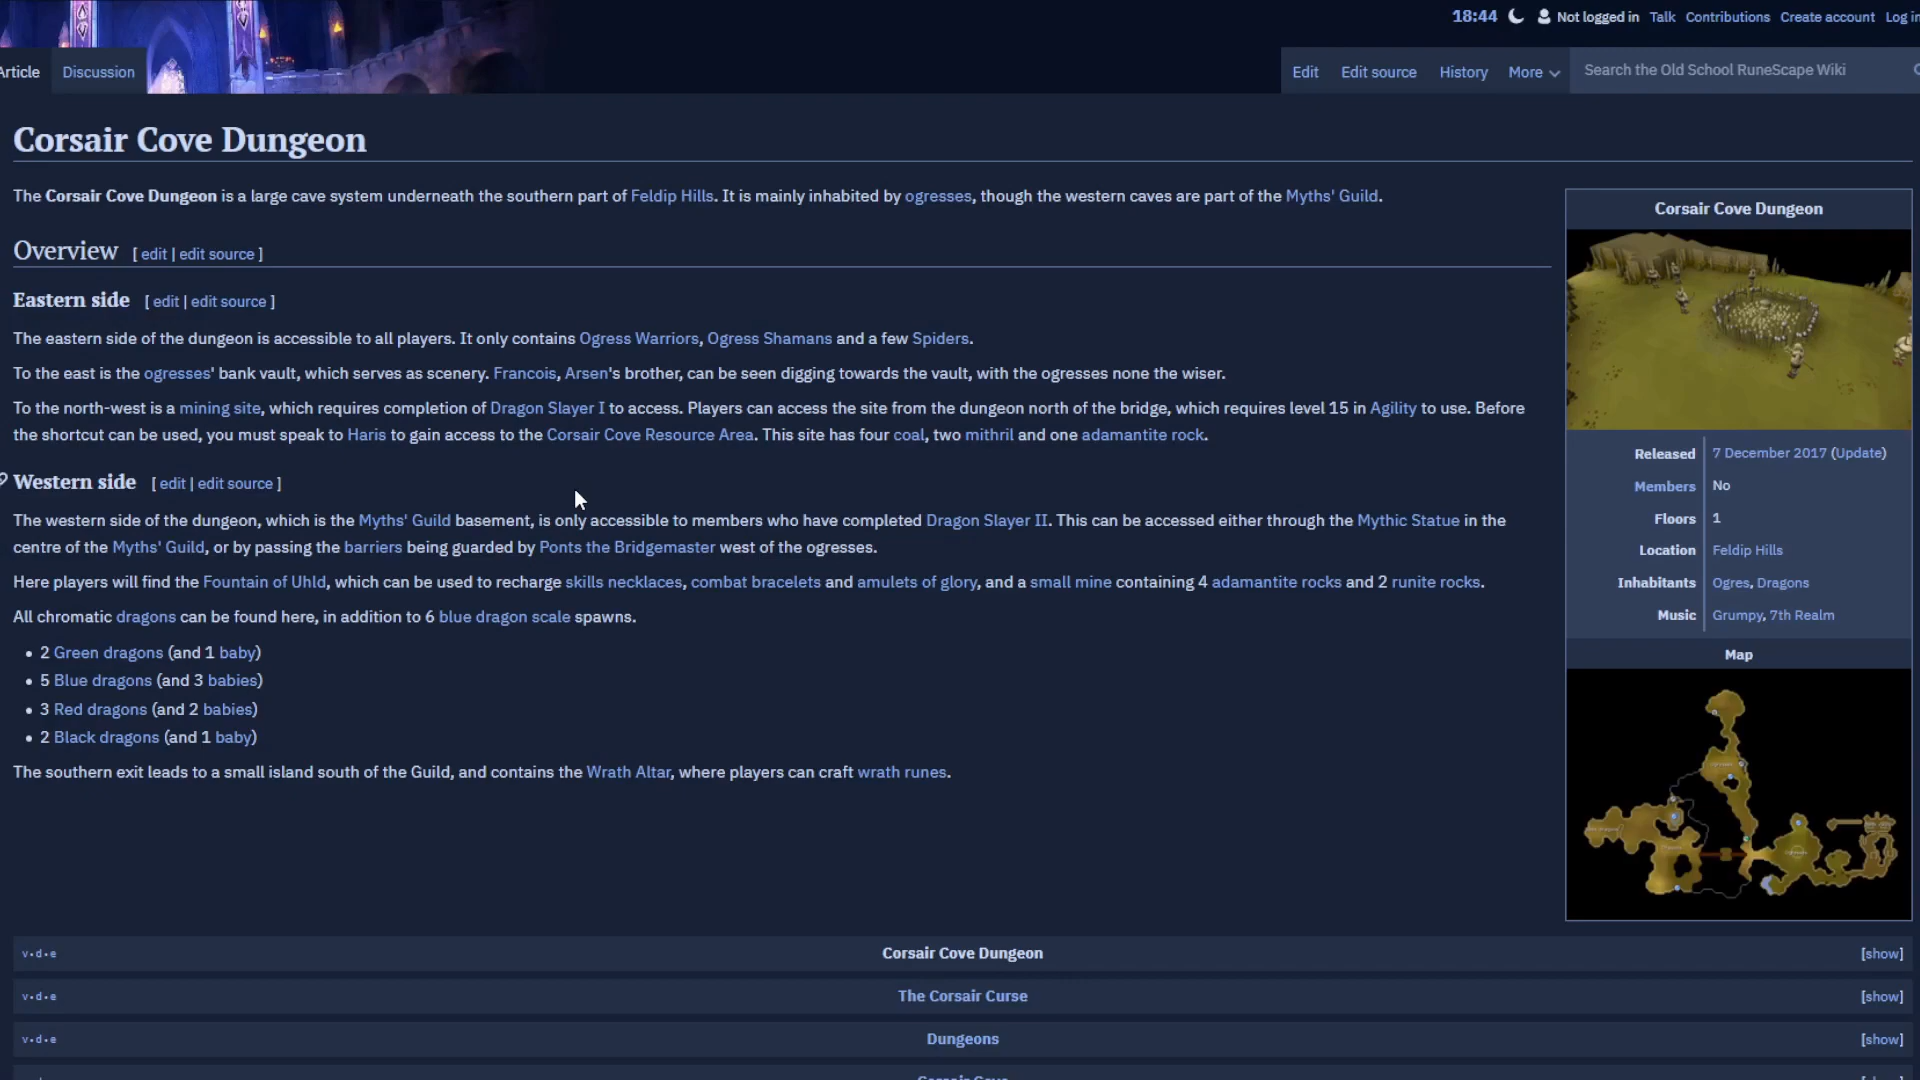 18:44 Not logged in Talk Contributions Create account Log in
Article Discussion Edit Edit source History More Search the Old School RuneScape Wiki
Corsair Cove Dungeon
The Corsair Cove Dungeon is a large cave system underneath the southern part of Feldip Hills. It is mainly inhabited by ogresses, though the western caves are part of the Myths' Guild.
Overview [ edit | edit source ]
Eastern side [ edit | edit source ]
The eastern side of the dungeon is accessible to all players. It only contains Ogress Warriors, Ogress Shamans and a few Spiders.
To the east is the ogresses' bank vault, which serves as scenery. Francois, Arsen's brother, can be seen digging towards the vault, with the ogresses none the wiser.
To the north-west is a mining site, which requires completion of Dragon Slayer I to access. Players can access the site from the dungeon north of the bridge, which requires level 15 in Agility to use. Before
the shortcut can be used, you must speak to Haris to gain access to the Corsair Cove Resource Area. This site has four coal, two mithril and one adamantite rock.
Western side [ edit | edit source ]
The western side of the dungeon, which is the Myths' Guild basement, is only accessible to members who have completed Dragon Slayer II. This can be accessed either through the Mythic Statue in the
centre of the Myths' Guild, or by passing the barriers being guarded by Ponts the Bridgemaster west of the ogresses.
Here players will find the Fountain of Uhld, which can be used to recharge skills necklaces, combat bracelets and amulets of glory, and a small mine containing 4 adamantite rocks and 2 runite rocks.
All chromatic dragons can be found here, in addition to 6 blue dragon scale spawns.
• 2 Green dragons (and 1 baby)
• 5 Blue dragons (and 3 babies)
• 3 Red dragons (and 2 babies)
• 2 Black dragons (and 1 baby)
The southern exit leads to a small island south of the Guild, and contains the Wrath Altar, where players can craft wrath runes.
Corsair Cove Dungeon
Released 7 December 2017 (Update)
Members No
Floors 1
Location Feldip Hills
Inhabitants Ogres, Dragons
Music Grumpy, 7th Realm
Map
v·d·e Corsair Cove Dungeon [show]
v·d·e The Corsair Curse [show]
v·d·e Dungeons [show]
Corsair Cove